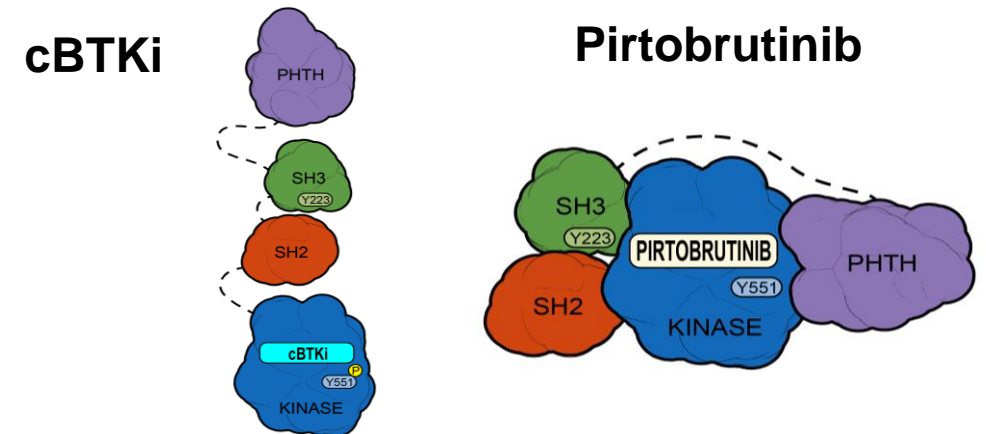 cBTKi
PHTH
SH3
Y223
SH2
cBTKi
P
Y551
KINASE
Pirtobrutinib
SH3
Y223
SH2
PIRTOBRUTINIB
Y551
KINASE
PHTH